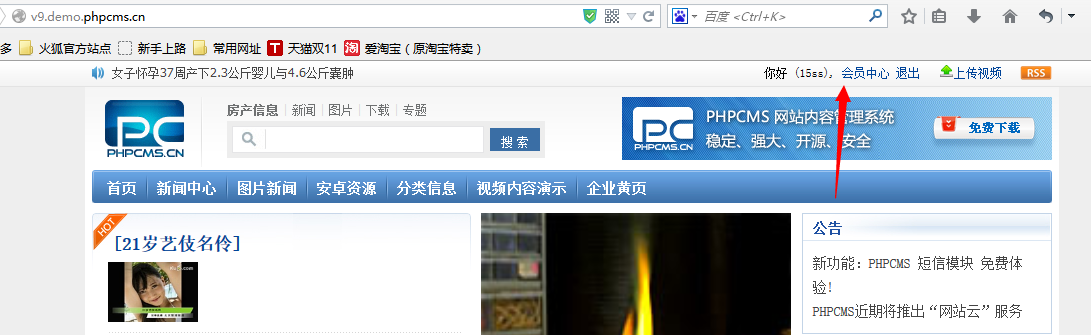 v9.demo.phpcms.cn
百度 <Ctrl+K>
多 火狐官方站点 新手上路 常用网址 T 天猫双11 淘 爱淘宝（原淘宝特卖）
女子怀孕37周产下2.3公斤婴儿与4.6公斤囊肿 你好 (15ss), 会员中心 退出 上传视频 RSS
PC
PHPCMS.CN
房产信息 新闻 图片 下载 专题
搜 索
PC
PHPCMS.CN
PHPCMS 网站内容管理系统
稳定、强大、开源、安全
免费下载
首页 新闻中心 图片新闻 安卓资源 分类信息 视频内容演示 企业黄页
HOT
[21岁艺伎名伶]
公告
新功能：PHPCMS 短信模块 免费体
验!
PHPCMS近期将推出“网站云”服务